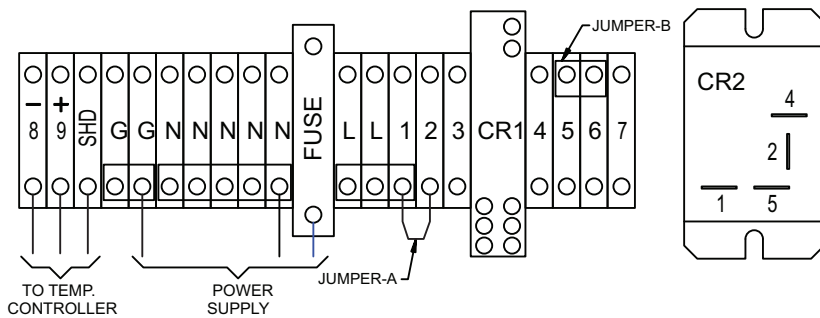 JUMPER-B
− 8
+ 9
SHD
G
G
N
N
N
N
N
FUSE
L
L
1
2
3
CR1
4
5
6
7
CR2
4
2
1
5
JUMPER-A
TO TEMP.
CONTROLLER
POWER
SUPPLY